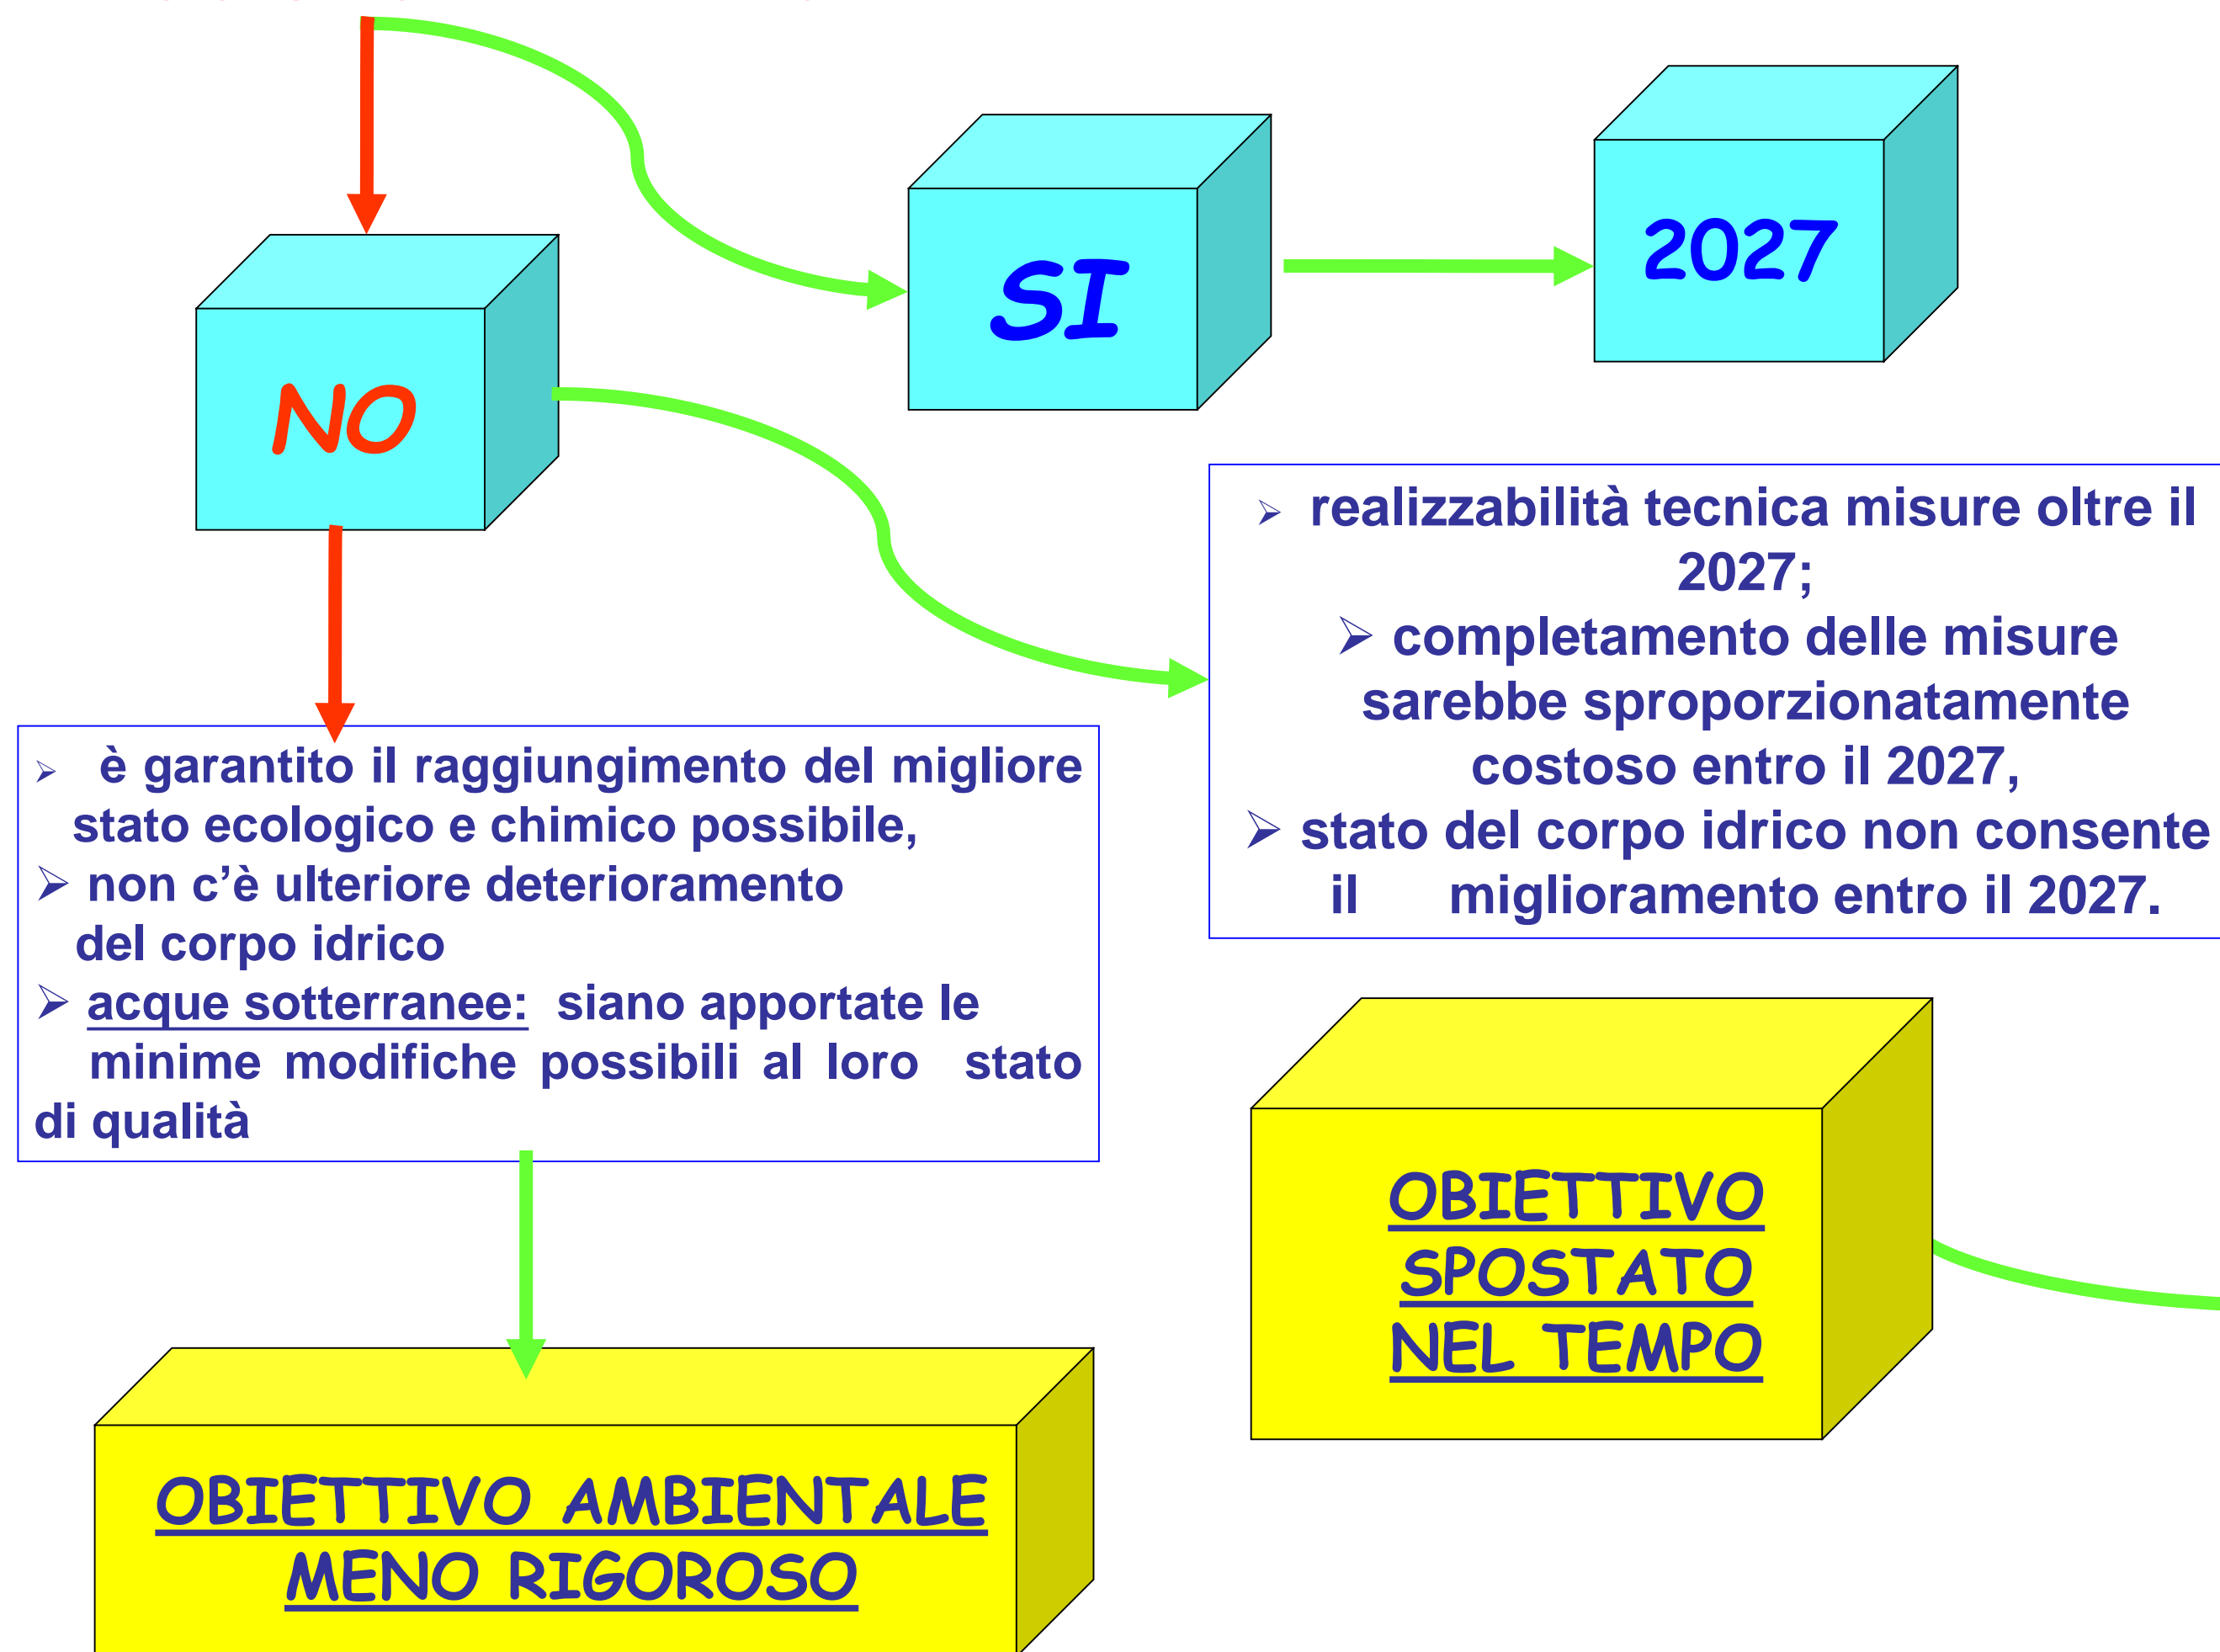 SI
2027
NO
➢ realizzabilità tecnica misure oltre il
2027;
➢ completamento delle misure
sarebbe sproporzionatamente
costoso entro il 2027,
➢ stato del corpo idrico non consente
il miglioramento entro il 2027.
➢ è garantito il raggiungimento del migliore
stato ecologico e chimico possibile,
➢ non c’è ulteriore deterioramento
del corpo idrico
➢ acque sotterranee: siano apportate le
minime modifiche possibili al loro stato
di qualità
OBIETTIVO
SPOSTATO
NEL TEMPO
OBIETTIVO AMBIENTALE
MENO RIGOROSO